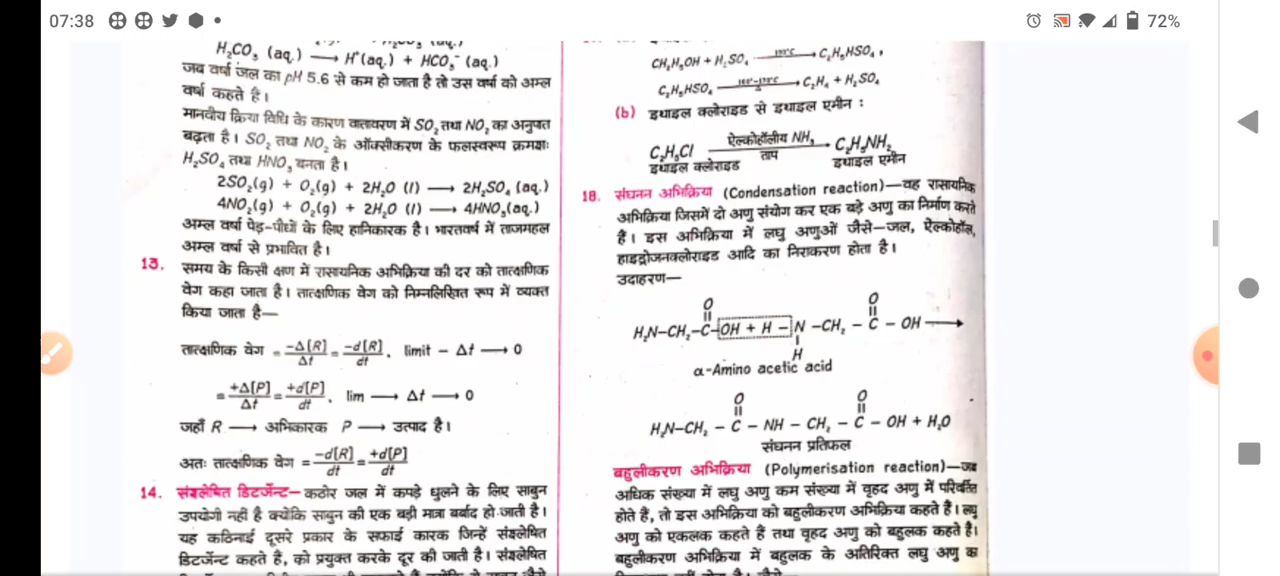 07:38
72%
H₂CO₃ (aq.) ⟶ H⁺(aq.) + HCO₃⁻ (aq.)
जब वर्षा जल का pH 5.6 से कम हो जाता है तो उस वर्षा को अम्ल
वर्षा कहते हैं।
मानवीय क्रिया विधि के कारण वातावरण में SO₂ तथा NO₂ का अनुपात
बढ़ता है। SO₂ तथा NO₂ के ऑक्सीकरण के फलस्वरूप क्रमशः
H₂SO₄ तथा HNO₃ बनता है।
2SO₂(g) + O₂(g) + 2H₂O (l) ⟶ 2H₂SO₄ (aq.)
4NO₂(g) + O₂(g) + 2H₂O (l) ⟶ 4HNO₃(aq.)
अम्ल वर्षा पेड़-पौधों के लिए हानिकारक है। भारतवर्ष में ताजमहल
अम्ल वर्षा से प्रभावित है।
13. समय के किसी क्षण में रासायनिक अभिक्रिया की दर को तात्क्षणिक
वेग कहा जाता है। तात्क्षणिक वेग को निम्नलिखित रूप में व्यक्त
किया जाता है—
तात्क्षणिक वेग = -Δ[R]/Δt = -d[R]/dt, limit - Δt ⟶ 0
= +Δ[P]/Δt = +d[P]/dt, lim ⟶ Δt ⟶ 0
जहाँ R ⟶ अभिकारक P ⟶ उत्पाद है।
अतः तात्क्षणिक वेग = -d[R]/dt = +d[P]/dt
14. संश्लेषित डिटर्जेन्ट— कठोर जल में कपड़े धुलने के लिए साबुन
उपयोगी नहीं है क्योंकि साबुन की एक बड़ी मात्रा बर्बाद हो जाती है।
यह कठिनाई दूसरे प्रकार के सफाई कारक जिन्हें संश्लेषित
डिटर्जेन्ट कहते हैं, को प्रयुक्त करके दूर की जाती है। संश्लेषित
C₂H₅HSO₄ ⟶ C₂H₄ + H₂SO₄
(b) इथाइल क्लोराइड से इथाइल एमीन :
C₂H₅Cl ऐल्कोहॉलीय NH₃ ताप ⟶ C₂H₅NH₂
इथाइल क्लोराइड इथाइल एमीन
18. संघनन अभिक्रिया (Condensation reaction)—वह रासायनिक
अभिक्रिया जिसमें दो अणु संयोग कर एक बड़े अणु का निर्माण करते
हैं। इस अभिक्रिया में लघु अणुओं जैसे—जल, ऐल्कोहॉल,
हाइड्रोजनक्लोराइड आदि का निराकरण होता है।
उदाहरण—
O O
H₂N–CH₂–C–OH + H – N –CH₂ – C – OH ⟶
H
α-Amino acetic acid
O O
H₂N–CH₂ – C – NH – CH₂ – C – OH + H₂O
संघनन प्रतिफल
बहुलीकरण अभिक्रिया (Polymerisation reaction)—जब
अधिक संख्या में लघु अणु कम संख्या में वृहद अणु में परिवर्तित
होते हैं, तो इस अभिक्रिया को बहुलीकरण अभिक्रिया कहते हैं। लघु
अणु को एकलक कहते हैं तथा वृहद अणु को बहुलक कहते हैं।
बहुलीकरण अभिक्रिया में बहुलक के अतिरिक्त लघु अणु का